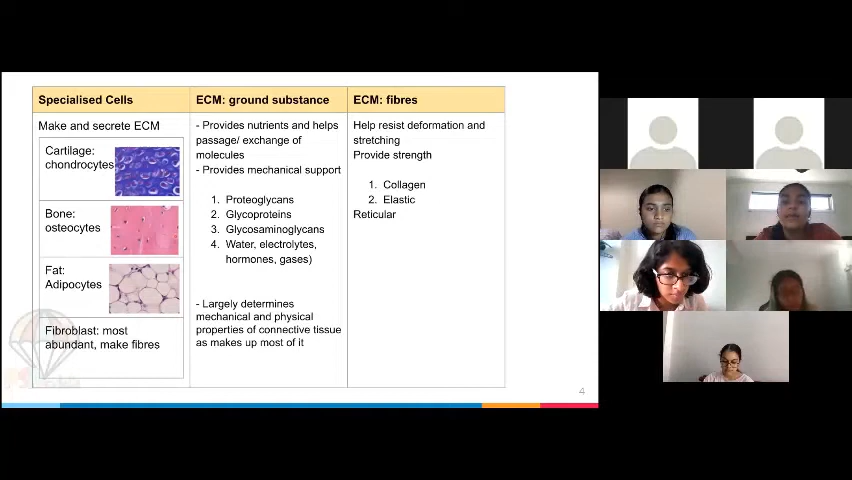 Specialised Cells
ECM: ground substance
ECM: fibres
Make and secrete ECM
Cartilage:
chondrocytes
Bone:
osteocytes
Fat:
Adipocytes
Fibroblast: most
abundant, make fibres
- Provides nutrients and helps
passage/ exchange of
molecules
- Provides mechanical support
1. Proteoglycans
2. Glycoproteins
3. Glycosaminoglycans
4. Water, electrolytes,
hormones, gases)
- Largely determines
mechanical and physical
properties of connective tissue
as makes up most of it
Help resist deformation and
stretching
Provide strength
1. Collagen
2. Elastic
Reticular
4